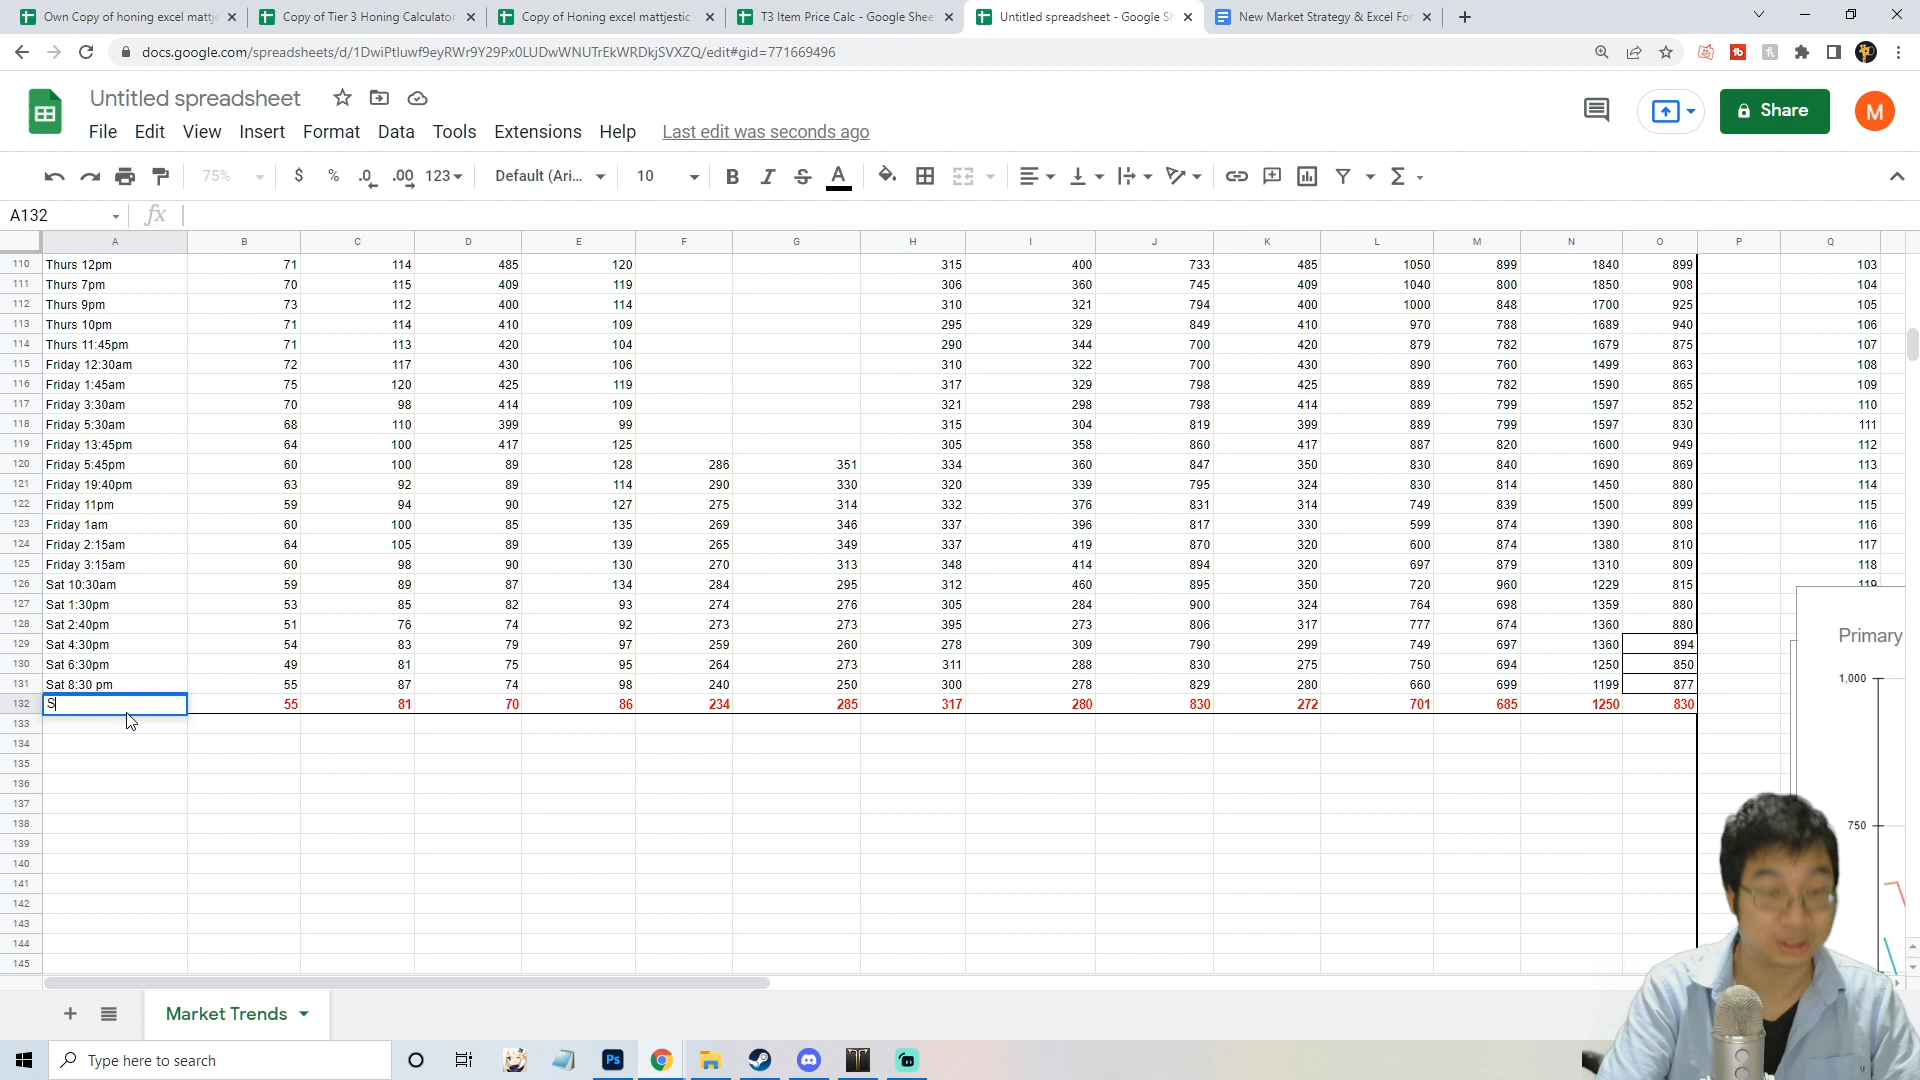 Own Copy of honing excel mattje
Copy of Tier 3 Honing Calculator
Copy of Honing excel mattjestic
T3 Item Price Calc - Google Shee
Untitled spreadsheet - Google Sh
New Market Strategy & Excel For
docs.google.com/spreadsheets/d/1DwiPtluwf9eyRWr9Y29Px0LUDwWNUTrEkWRDkjSVXZQ/edit#gid=771669496
Untitled spreadsheet
Share
M
File Edit View Insert Format Data Tools Extensions Help Last edit was seconds ago
75% $ % .0 .00 123 Default (Ari... 10 B I S A
A132 fx
A B C D E F G H I J K L M N O P Q
110 Thurs 12pm 71 114 485 120 315 400 733 485 1050 899 1840 899 103
111 Thurs 7pm 70 115 409 119 306 360 745 409 1040 800 1850 908 104
112 Thurs 9pm 73 112 400 114 310 321 794 400 1000 848 1700 925 105
113 Thurs 10pm 71 114 410 109 295 329 849 410 970 788 1689 940 106
114 Thurs 11:45pm 71 113 420 104 290 344 700 420 879 782 1679 875 107
115 Friday 12:30am 72 117 430 106 310 322 700 430 890 760 1499 863 108
116 Friday 1:45am 75 120 425 119 317 329 798 425 889 782 1590 865 109
117 Friday 3:30am 70 98 414 109 321 298 798 414 889 799 1597 852 110
118 Friday 5:30am 68 110 399 99 315 304 819 399 889 799 1597 830 111
119 Friday 13:45pm 64 100 417 125 305 358 860 417 887 820 1600 949 112
120 Friday 5:45pm 60 100 89 128 286 351 334 360 847 350 830 840 1690 869 113
121 Friday 19:40pm 63 92 89 114 290 330 320 339 795 324 830 814 1450 880 114
122 Friday 11pm 59 94 90 127 275 314 332 376 831 314 749 839 1500 899 115
123 Friday 1am 60 100 85 135 269 346 337 396 817 330 599 874 1390 808 116
124 Friday 2:15am 64 105 89 139 265 349 337 419 870 320 600 874 1380 810 117
125 Friday 3:15am 60 98 90 130 270 313 348 414 894 320 697 879 1310 809 118
126 Sat 10:30am 59 89 87 134 284 295 312 460 895 350 720 960 1229 815 119
127 Sat 1:30pm 53 85 82 93 274 276 305 284 900 324 764 698 1359 880
128 Sat 2:40pm 51 76 74 92 273 273 395 273 806 317 777 674 1360 880
129 Sat 4:30pm 54 83 79 97 259 260 278 309 790 299 749 697 1360 894
130 Sat 6:30pm 49 81 75 95 264 273 311 288 830 275 750 694 1250 850
131 Sat 8:30 pm 55 87 74 98 240 250 300 278 829 280 660 699 1199 877
132 S 55 81 70 86 234 285 317 280 830 272 701 685 1250 830
133
134
135
136
137
138
139
140
141
142
143
144
145
Primary
1,000
750
Market Trends
Type here to search
Ps